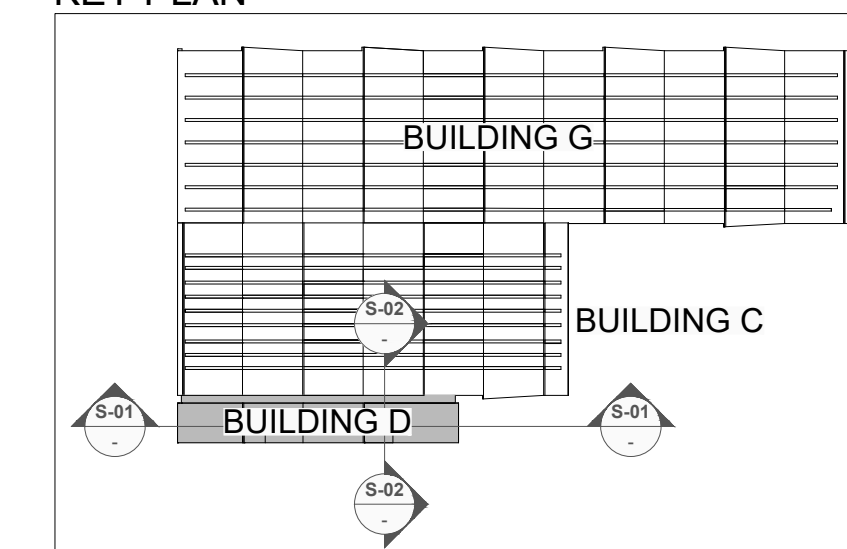 KEY PLAN
BUILDING G
S-02
-
BUILDING C
S-01
-
BUILDING D
S-01
-
S-02
-